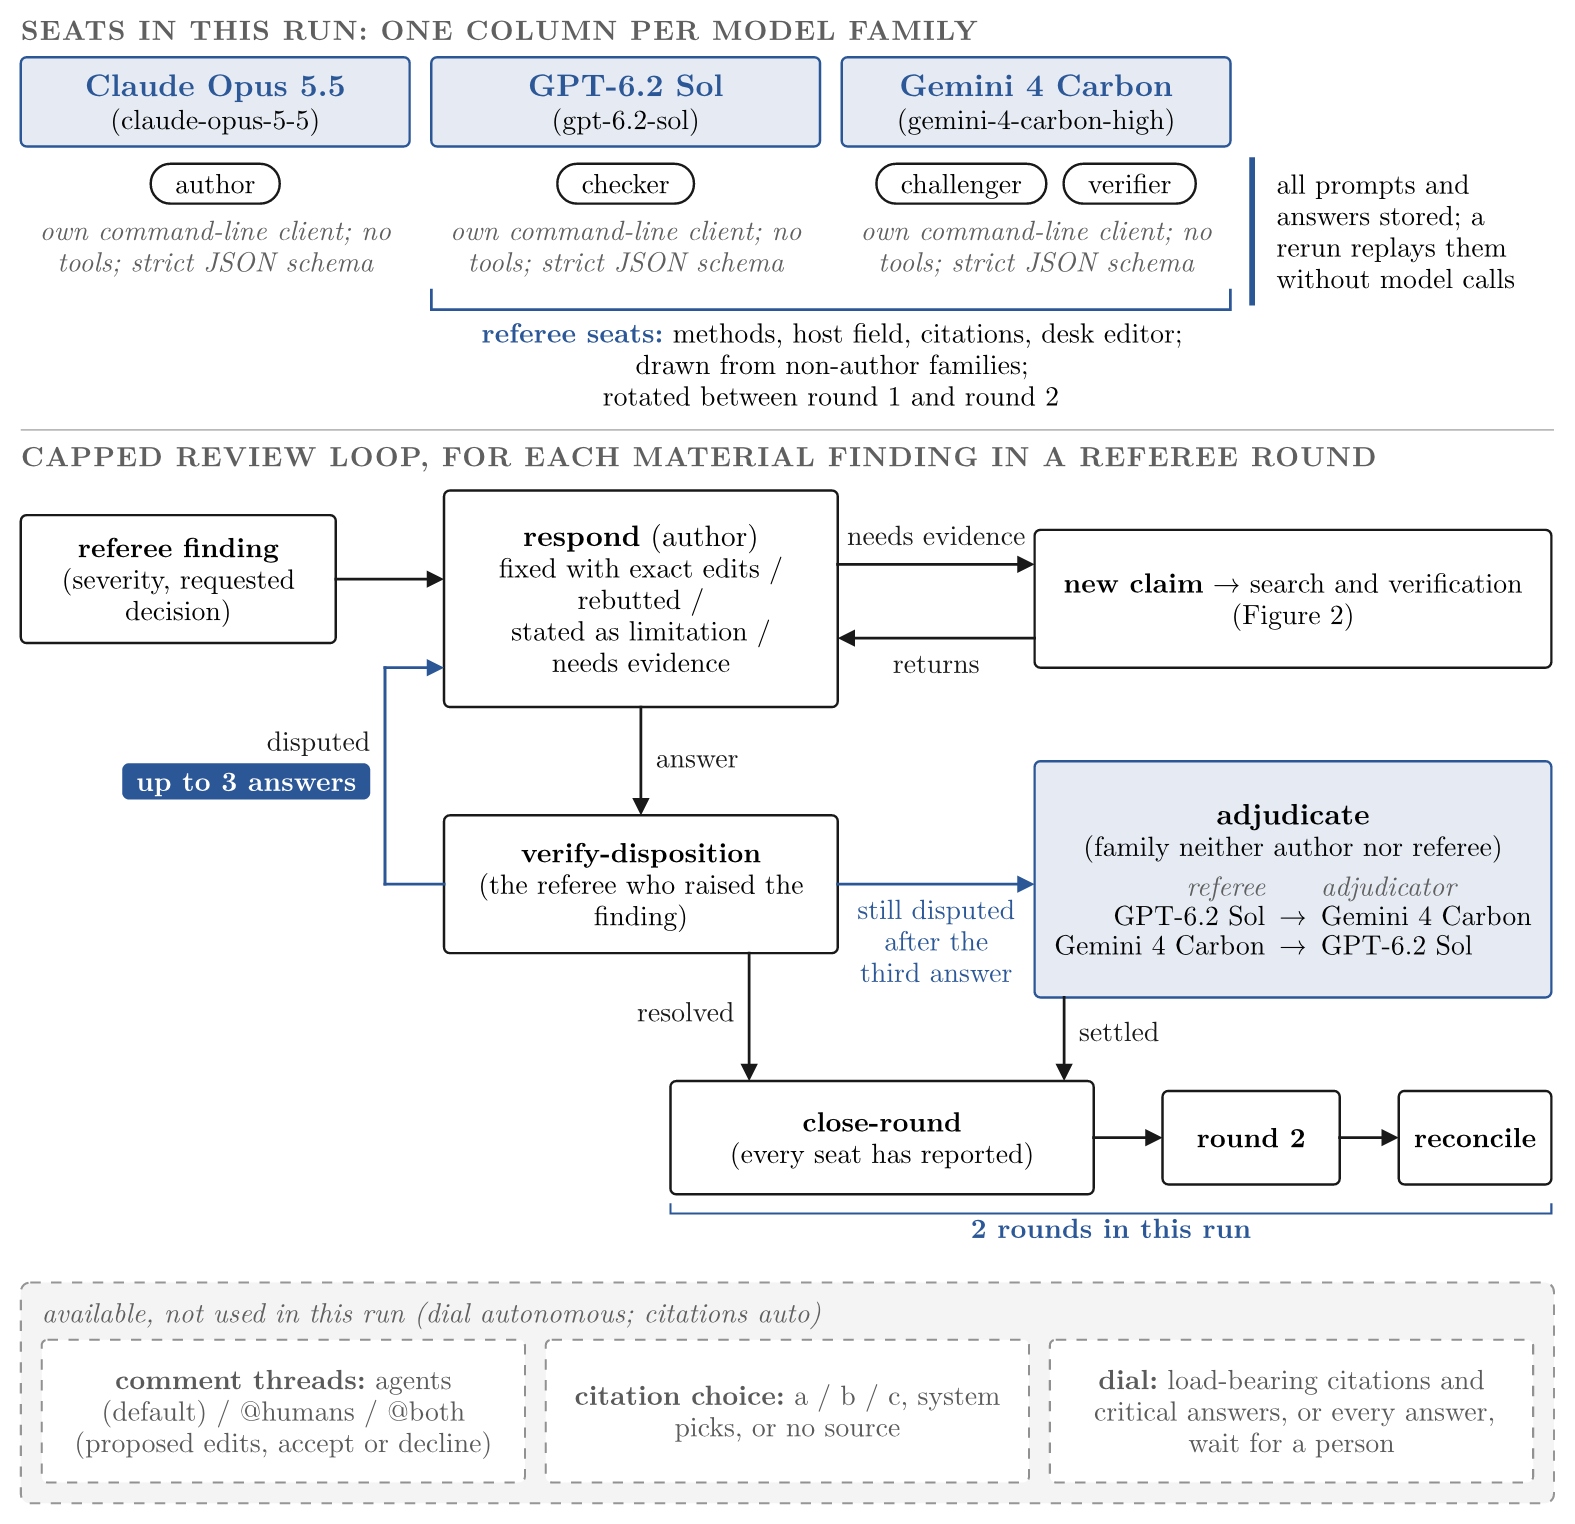 SEATS IN THIS RUN: ONE COLUMN PER MODEL FAMILY
Claude Opus 5.5
(claude-opus-5-5)
GPT-6.2 Sol
(gpt-6.2-sol)
Gemini 4 Carbon
(gemini-4-carbon-high)
author
checker
challenger
verifier
own command-line client; no
tools; strict JSON schema
own command-line client; no
tools; strict JSON schema
own command-line client; no
tools; strict JSON schema
all prompts and
answers stored; a
rerun replays them
without model calls
referee seats: methods, host field, citations, desk editor;
drawn from non-author families;
rotated between round 1 and round 2
CAPPED REVIEW LOOP, FOR EACH MATERIAL FINDING IN A REFEREE ROUND
referee finding
(severity, requested
decision)
respond (author)
fixed with exact edits /
rebutted /
stated as limitation /
needs evidence
needs evidence
returns
new claim → search and verification
(Figure 2)
disputed
up to 3 answers
answer
verify-disposition
(the referee who raised the
finding)
still disputed
after the
third answer
adjudicate
(family neither author nor referee)
referee adjudicator
GPT-6.2 Sol → Gemini 4 Carbon
Gemini 4 Carbon → GPT-6.2 Sol
resolved
settled
close-round
(every seat has reported)
round 2
reconcile
2 rounds in this run
available, not used in this run (dial autonomous; citations auto)
comment threads: agents
(default) / @humans / @both
(proposed edits, accept or decline)
citation choice: a / b / c, system
picks, or no source
dial: load-bearing citations and
critical answers, or every answer,
wait for a person